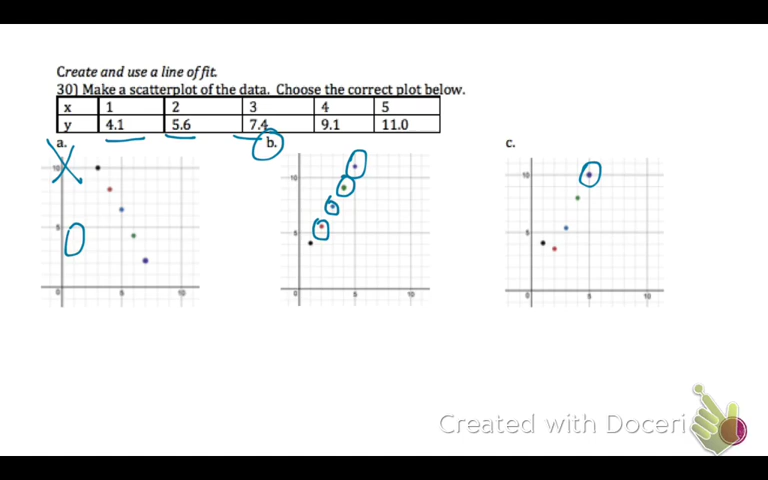 Create and use a line of fit.
30) Make a scatterplot of the data. Choose the correct plot below.
x 1 2 3 4 5
y 4.1 5.6 7.4 9.1 11.0
a. b. c.
10 10 10
5 5 5
0 5 10 0 5 10 0 5 10
Created with Doceri